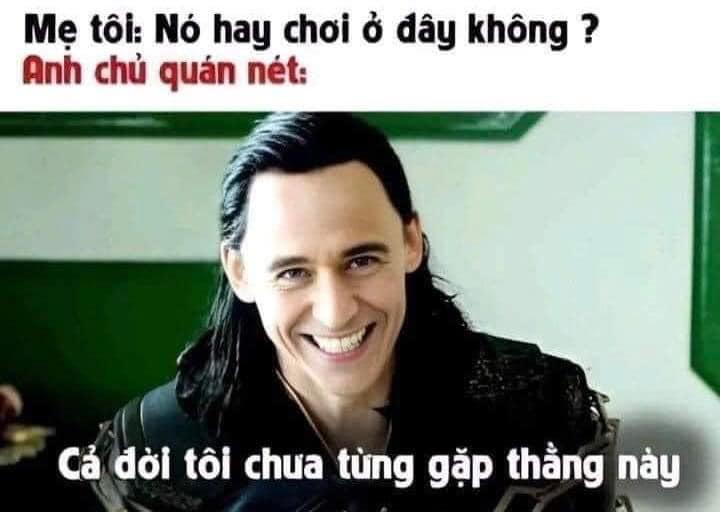 Mẹ tôi: Nó hay chơi ở đây không ?
Anh chủ quán nét:
Cả đời tôi chưa từng gặp thằng này